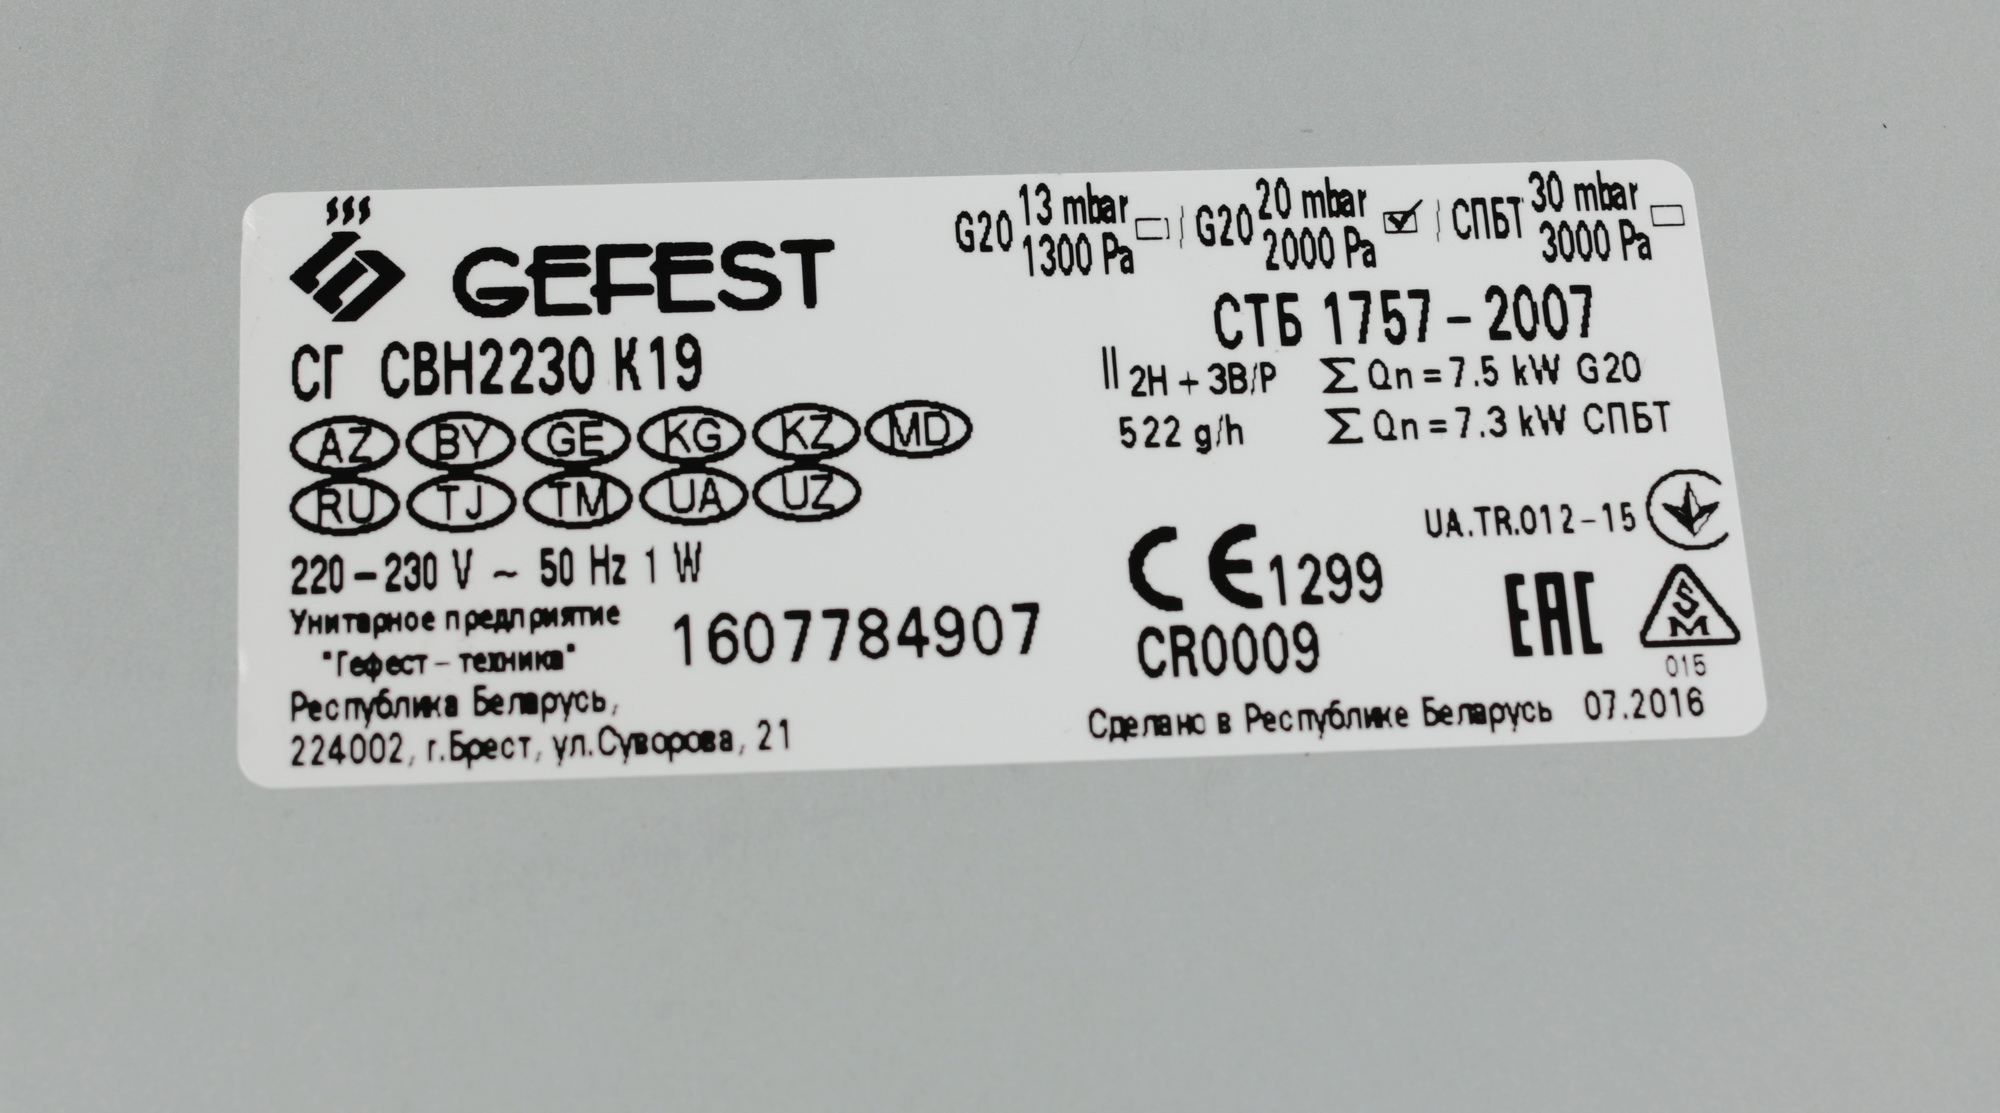 GEFEST
СГ СВН2230 К19
AZ BY GE KG KZ MD
RU TJ TM UA UZ
220-230 V ~ 50 Hz 1 W
Унитарное предприятие
"Гефест-техника"
1607784907
Республика Беларусь,
224002, г.Брест, ул.Суворова, 21
G20 13 mbar 1300 Pa
G20 20 mbar 2000 Pa
СПБТ 30 mbar 3000 Pa
СТБ 1757-2007
II 2H + 3B/P Σ Qn = 7.5 kW G20
522 g/h Σ Qn = 7.3 kW СПБТ
UA.TR.012-15
CE 1299
CR0009
EAC
SM
015
Сделано в Республике Беларусь 07.2016